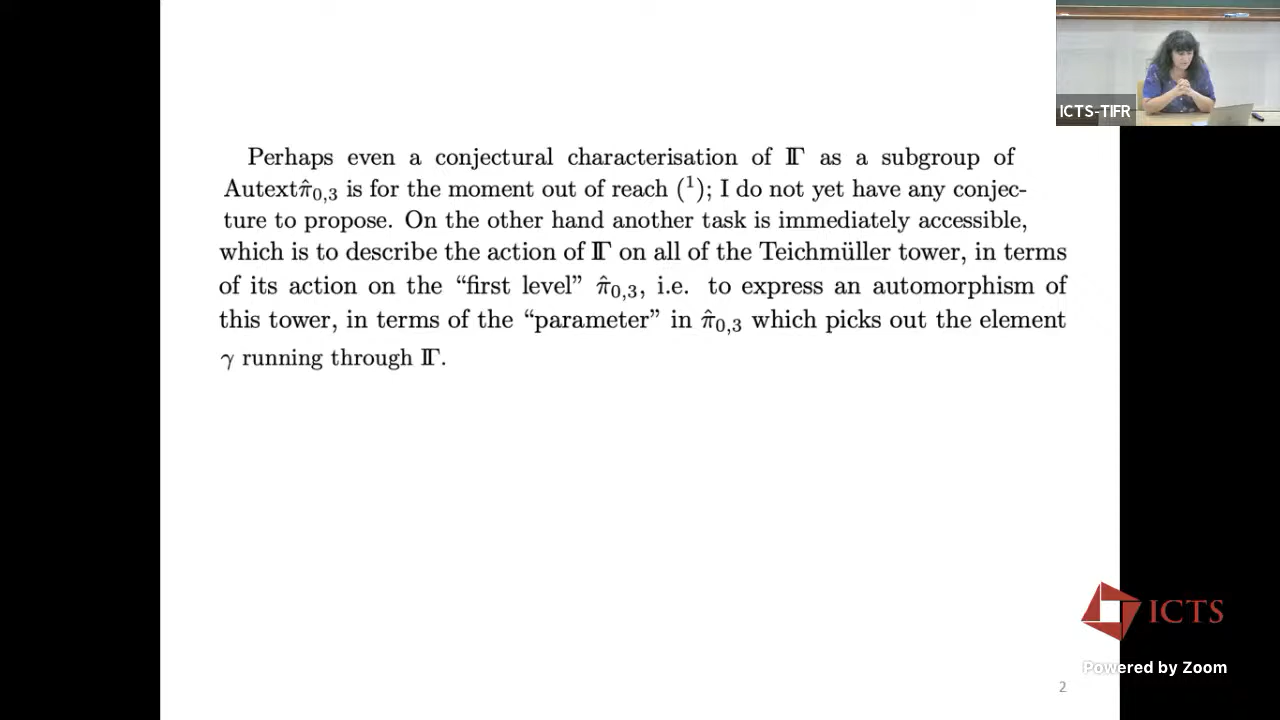 Perhaps even a conjectural characterisation of Γ as a subgroup of
Autextπ̂0,3 is for the moment out of reach (¹); I do not yet have any conjec-
ture to propose. On the other hand another task is immediately accessible,
which is to describe the action of Γ on all of the Teichmüller tower, in terms
of its action on the “first level” π̂0,3, i.e. to express an automorphism of
this tower, in terms of the “parameter” in π̂0,3 which picks out the element
γ running through Γ.
ICTS-TIFR
ICTS
Powered by Zoom
2